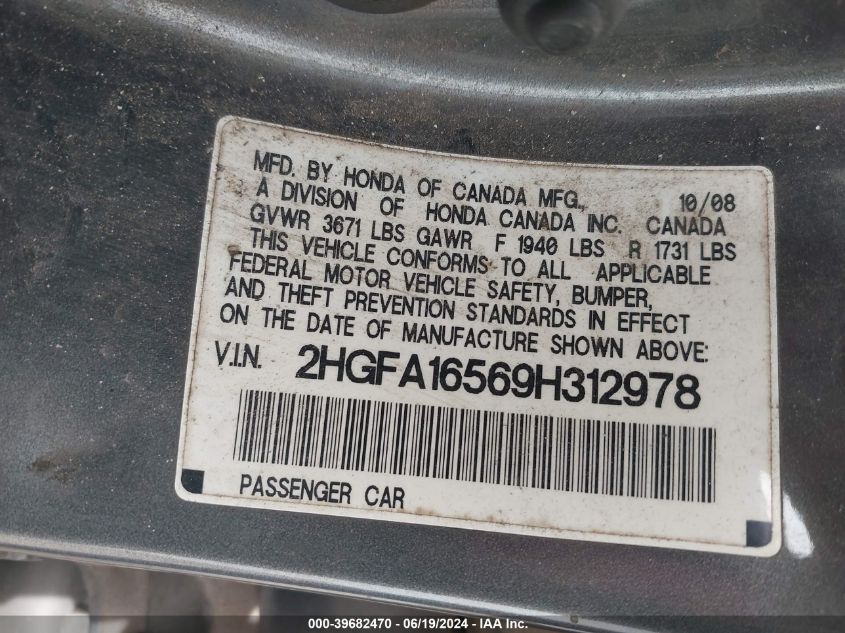 MFD. BY HONDA OF CANADA MFG., 10/08
A DIVISION OF HONDA CANADA INC. CANADA
GVWR 3671 LBS GAWR F 1940 LBS R 1731 LBS
THIS VEHICLE CONFORMS TO ALL APPLICABLE
FEDERAL MOTOR VEHICLE SAFETY, BUMPER,
AND THEFT PREVENTION STANDARDS IN EFFECT
ON THE DATE OF MANUFACTURE SHOWN ABOVE:
V.I.N. 2HGFA16569H312978
PASSENGER CAR
000-39682470 - 06/19/2024 - IAA Inc.